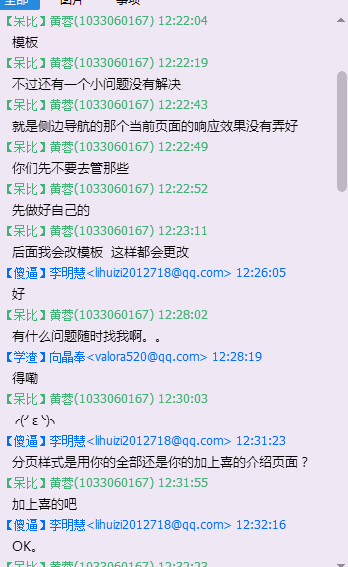 全部 图片 事项
【呆比】黄蓉(1033060167) 12:22:04
模板
【呆比】黄蓉(1033060167) 12:22:19
不过还有一个小问题没有解决
【呆比】黄蓉(1033060167) 12:22:43
就是侧边导航的那个当前页面的响应效果没有弄好
【呆比】黄蓉(1033060167) 12:22:49
你们先不要去管那些
【呆比】黄蓉(1033060167) 12:22:52
先做好自己的
【呆比】黄蓉(1033060167) 12:23:11
后面我会改模板 这样都会更改
【傻逼】李明慧<lihuizi2012718@qq.com> 12:26:05
好
【呆比】黄蓉(1033060167) 12:28:02
有什么问题随时找我啊。。
【学渣】向晶奉<valora520@qq.com> 12:28:19
得嘞
【呆比】黄蓉(1033060167) 12:30:03
╭(′ε`)╮
【傻逼】李明慧<lihuizi2012718@qq.com> 12:31:23
分页样式是用你的全部还是你的加上喜的介绍页面？
【呆比】黄蓉(1033060167) 12:31:55
加上喜的吧
【傻逼】李明慧<lihuizi2012718@qq.com> 12:32:16
OK。
【呆比】黄蓉(1033060167) 12:32:23